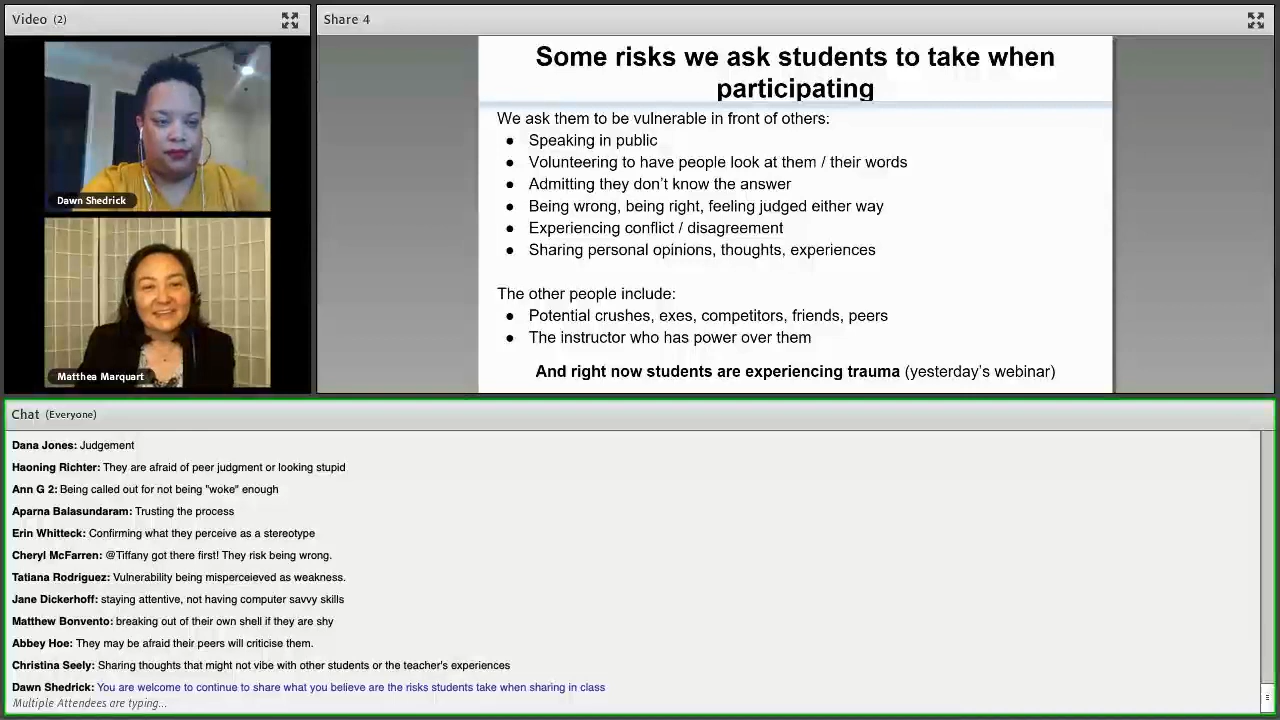 Video (2)
Dawn Shedrick
Matthea Marquart
Share 4
Some risks we ask students to take when
participating
We ask them to be vulnerable in front of others:
● Speaking in public
● Volunteering to have people look at them / their words
● Admitting they don’t know the answer
● Being wrong, being right, feeling judged either way
● Experiencing conflict / disagreement
● Sharing personal opinions, thoughts, experiences
The other people include:
● Potential crushes, exes, competitors, friends, peers
● The instructor who has power over them
And right now students are experiencing trauma (yesterday’s webinar)
Chat (Everyone)
Dana Jones: Judgement
Haoning Richter: They are afraid of peer judgment or looking stupid
Ann G 2: Being called out for not being "woke" enough
Aparna Balasundaram: Trusting the process
Erin Whitteck: Confirming what they perceive as a stereotype
Cheryl McFarren: @Tiffany got there first! They risk being wrong.
Tatiana Rodriguez: Vulnerability being misperceieved as weakness.
Jane Dickerhoff: staying attentive, not having computer savvy skills
Matthew Bonvento: breaking out of their own shell if they are shy
Abbey Hoe: They may be afraid their peers will criticise them.
Christina Seely: Sharing thoughts that might not vibe with other students or the teacher's experiences
Dawn Shedrick: You are welcome to continue to share what you believe are the risks students take when sharing in class
Multiple Attendees are typing...